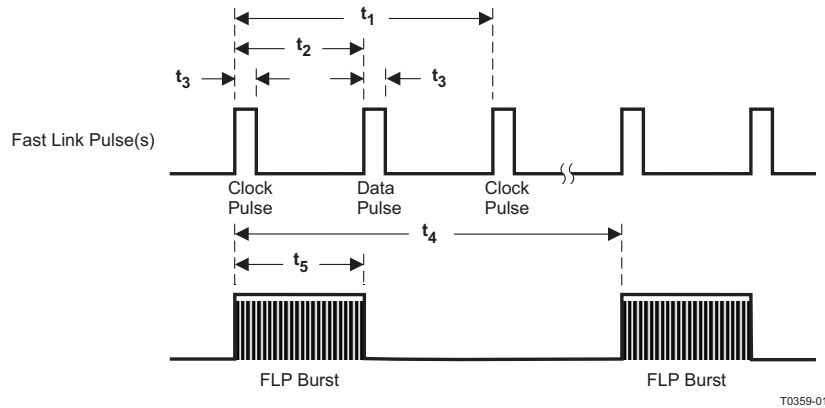 t1
t2
t3
t3
Fast Link Pulse(s)
Clock
Pulse
Data
Pulse
Clock
Pulse
t4
t5
FLP Burst
FLP Burst
T0359-01